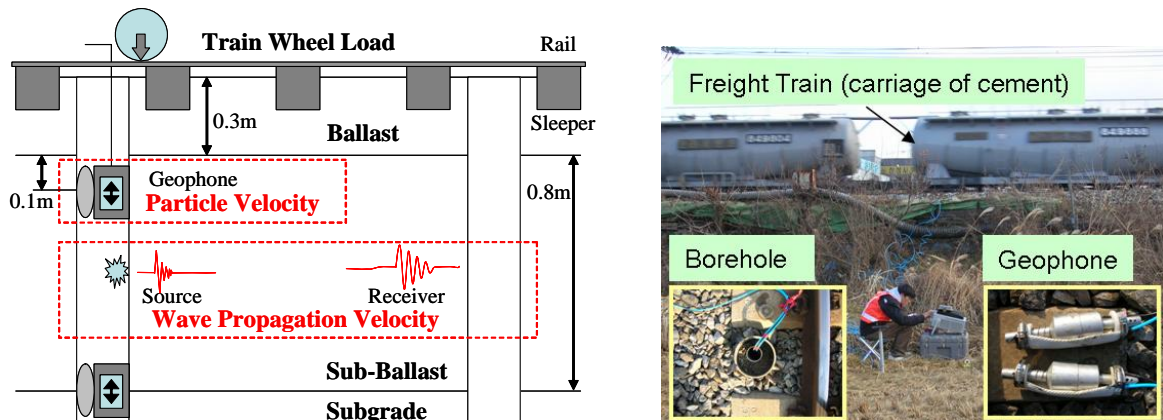 Train Wheel Load
Rail
0.3m
Sleeper
Ballast
0.1m
Geophone
Particle Velocity
0.8m
Source
Receiver
Wave Propagation Velocity
Sub-Ballast
Subgrade
Freight Train (carriage of cement)
Borehole
Geophone